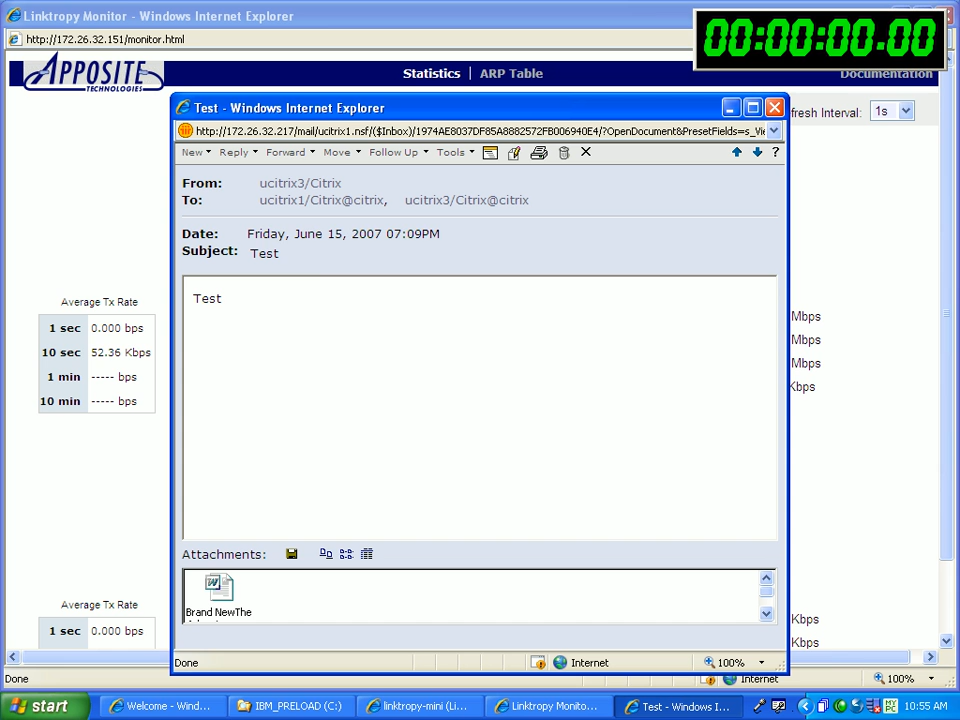 Linktropy Monitor - Windows Internet Explorer
http://172.26.32.151/monitor.html
00:00:00.00
APPOSITE
TECHNOLOGIES
Statistics | ARP Table
Documentation
fresh Interval: 1s
Test - Windows Internet Explorer
http://172.26.32.217/mail/ucitrix1.nsf/($Inbox)/1974AE8037DF85A8882572FB006940E4/?OpenDocument&PresetFields=s_Vie
New Reply Forward Move Follow Up Tools ?
From: ucitrix3/Citrix
To: ucitrix1/Citrix@citrix, ucitrix3/Citrix@citrix
Date: Friday, June 15, 2007 07:09PM
Subject: Test
Test
Average Tx Rate
1 sec 0.000 bps
10 sec 52.36 Kbps
1 min ----- bps
10 min ----- bps
Mbps
Mbps
Mbps
Kbps
Attachments:
Brand NewThe
Average Tx Rate
1 sec 0.000 bps
Kbps
Kbps
Done Internet 100%
Done Internet 100%
start Welcome - Wind... IBM_PRELOAD (C:) linktropy-mini (Li... Linktropy Monito... Test - Windows I... 10:55 AM